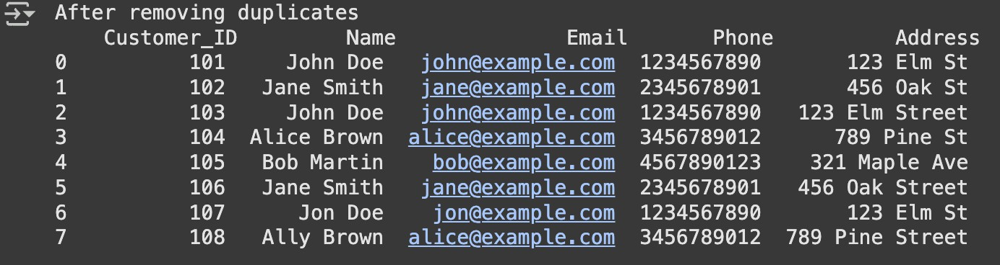 After removing duplicates
Customer_ID Name Email Phone Address
0 101 John Doe john@example.com 1234567890 123 Elm St
1 102 Jane Smith jane@example.com 2345678901 456 Oak St
2 103 John Doe john@example.com 1234567890 123 Elm Street
3 104 Alice Brown alice@example.com 3456789012 789 Pine St
4 105 Bob Martin bob@example.com 4567890123 321 Maple Ave
5 106 Jane Smith jane@example.com 2345678901 456 Oak Street
6 107 Jon Doe jon@example.com 1234567890 123 Elm St
7 108 Ally Brown alice@example.com 3456789012 789 Pine Street